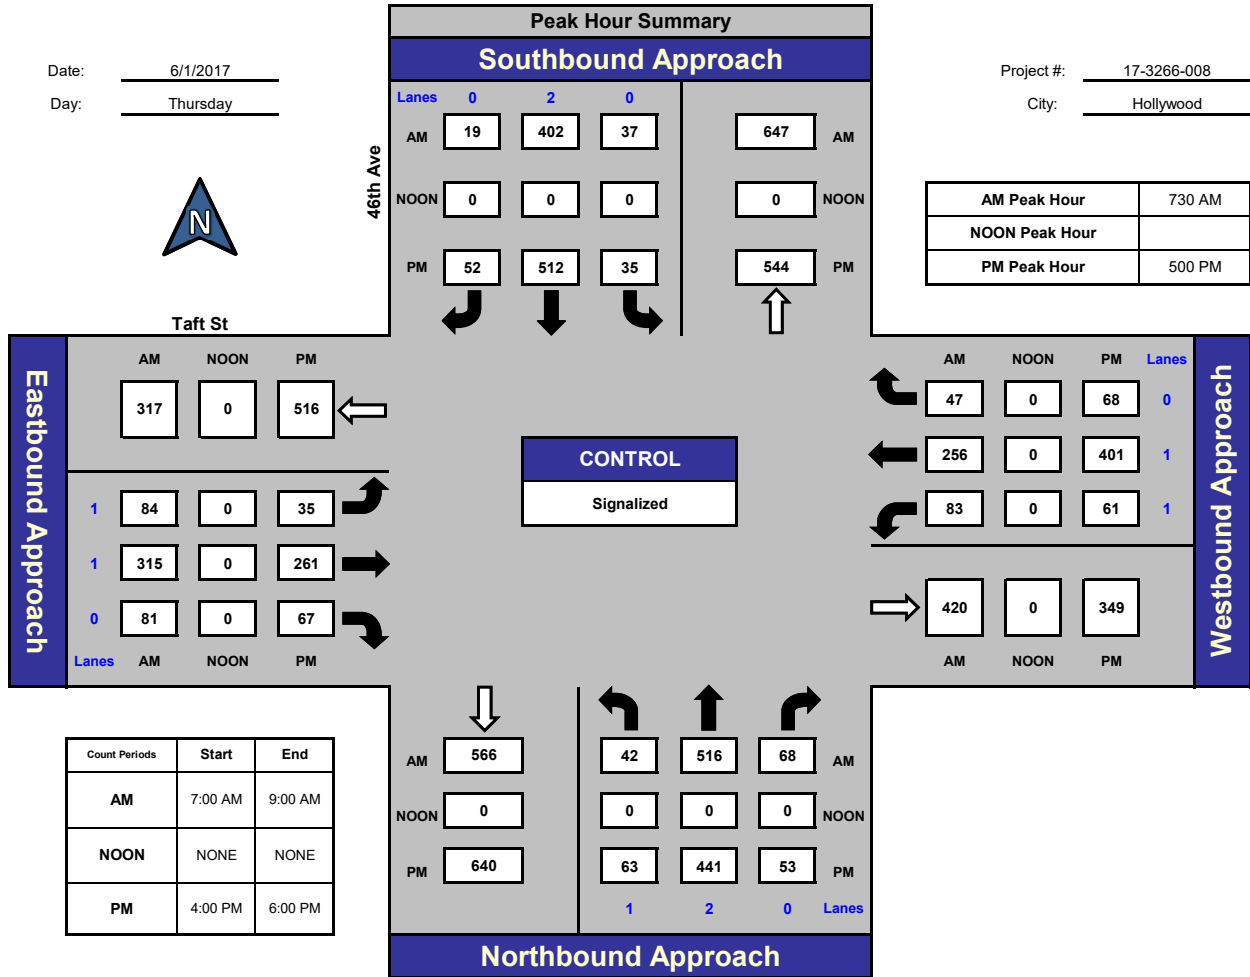 Peak Hour Summary
Southbound Approach
Date: 6/1/2017
Day: Thursday
Project #: 17-3266-008
City: Hollywood
N
46th Ave
Lanes 0 2 0
AM 19 402 37 647 AM
NOON 0 0 0 0 NOON
PM 52 512 35 544 PM
AM Peak Hour 730 AM
NOON Peak Hour
PM Peak Hour 500 PM
Taft St
Eastbound Approach
AM NOON PM
317 0 516
1 84 0 35
1 315 0 261
0 81 0 67
Lanes AM NOON PM
CONTROL
Signalized
AM NOON PM Lanes
47 0 68 0
256 0 401 1
83 0 61 1
420 0 349
AM NOON PM
Westbound Approach
Count Periods Start End
AM 7:00 AM 9:00 AM
NOON NONE NONE
PM 4:00 PM 6:00 PM
AM 566 42 516 68 AM
NOON 0 0 0 0 NOON
PM 640 63 441 53 PM
1 2 0 Lanes
Northbound Approach